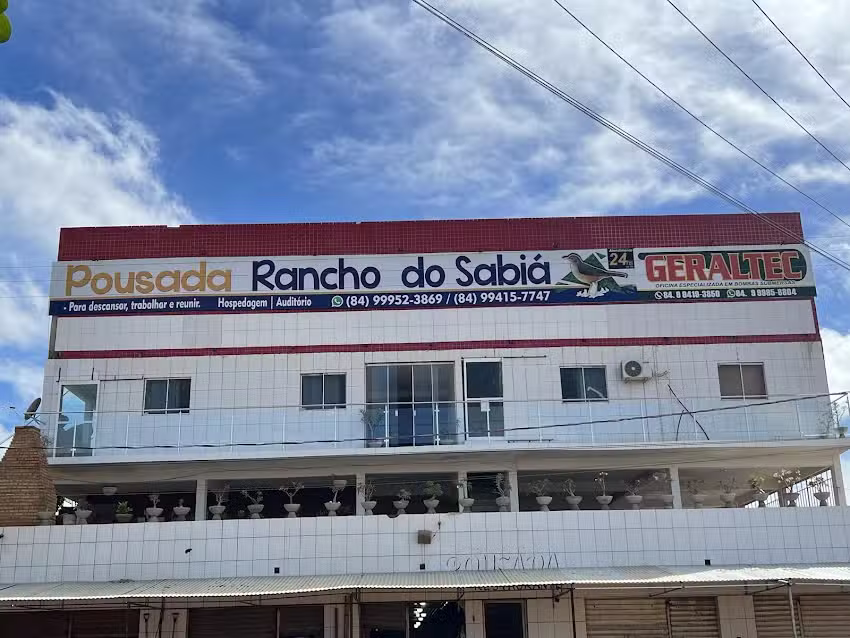 Pousada Rancho do Sabiá
- Para descansar, trabalhar e reunir. Hospedagem | Auditório (84) 99952-3869 / (84) 99415-7747
24
GERALTEC
OFICINA ESPECIALIZADA EM BOMBAS SUBMERSAS
POUSADA